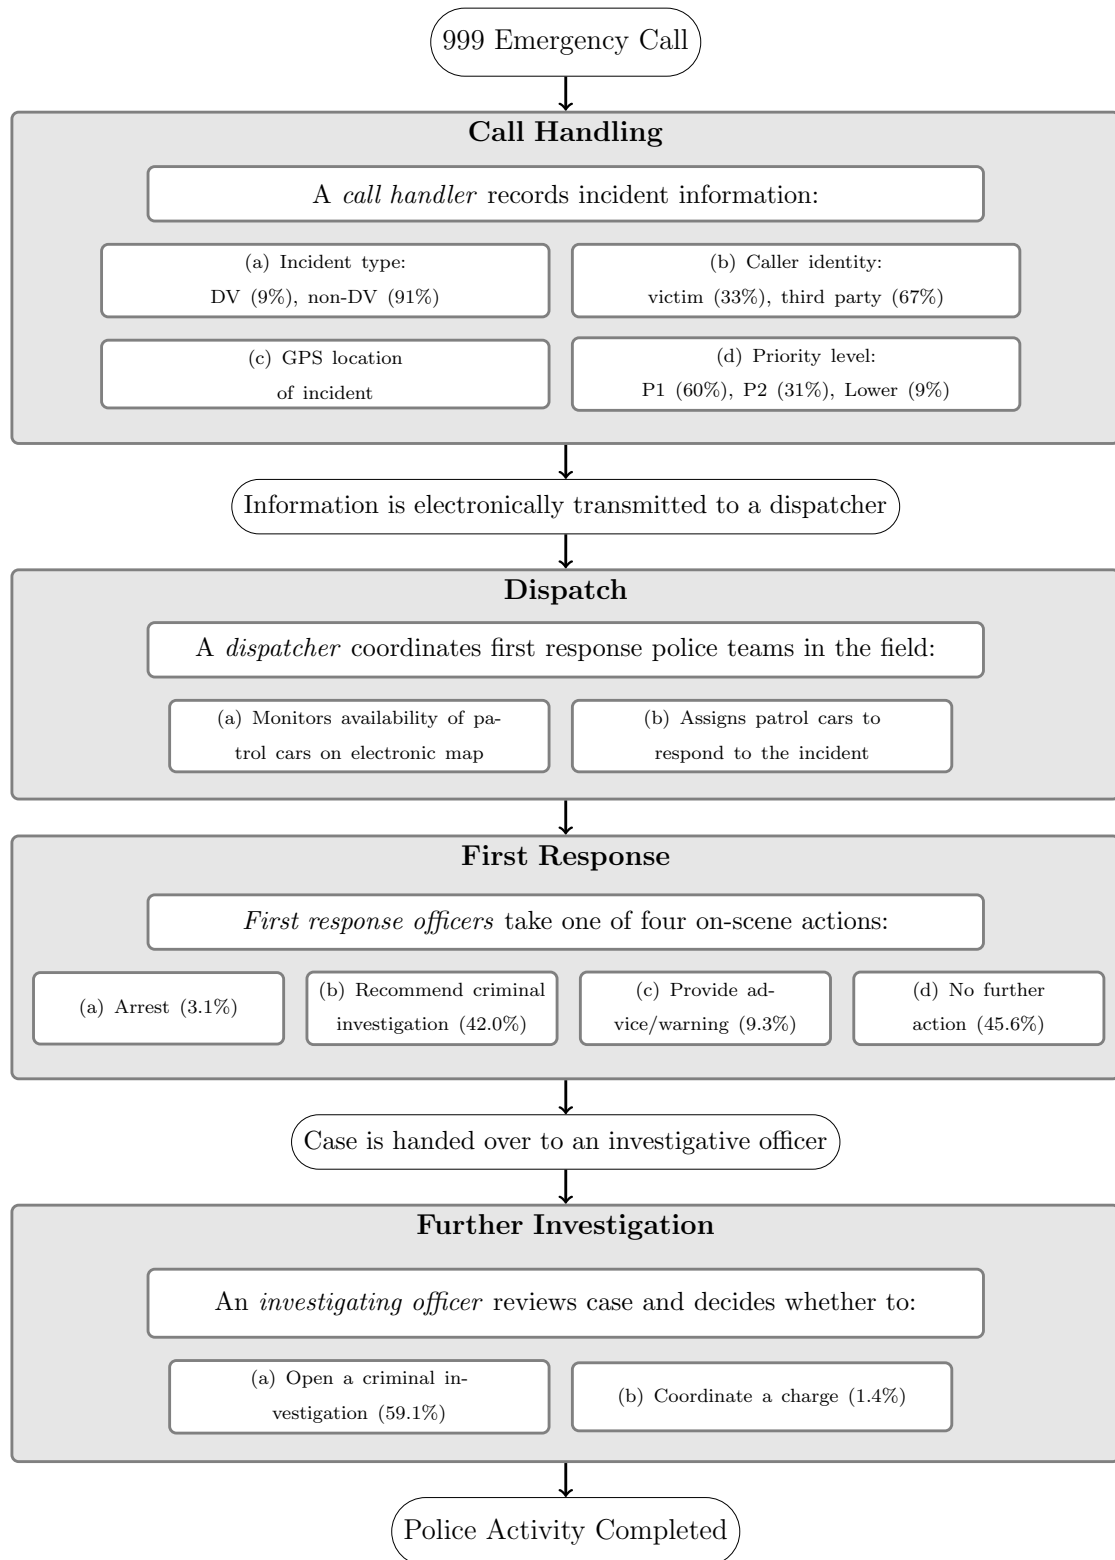 999 Emergency Call
Call Handling
A call handler records incident information:
(a) Incident type:
DV (9%), non-DV (91%)
(b) Caller identity:
victim (33%), third party (67%)
(c) GPS location
of incident
(d) Priority level:
P1 (60%), P2 (31%), Lower (9%)
Information is electronically transmitted to a dispatcher
Dispatch
A dispatcher coordinates first response police teams in the field:
(a) Monitors availability of pa-
trol cars on electronic map
(b) Assigns patrol cars to
respond to the incident
First Response
First response officers take one of four on-scene actions:
(a) Arrest (3.1%)
(b) Recommend criminal
investigation (42.0%)
(c) Provide ad-
vice/warning (9.3%)
(d) No further
action (45.6%)
Case is handed over to an investigative officer
Further Investigation
An investigating officer reviews case and decides whether to:
(a) Open a criminal in-
vestigation (59.1%)
(b) Coordinate a charge (1.4%)
Police Activity Completed